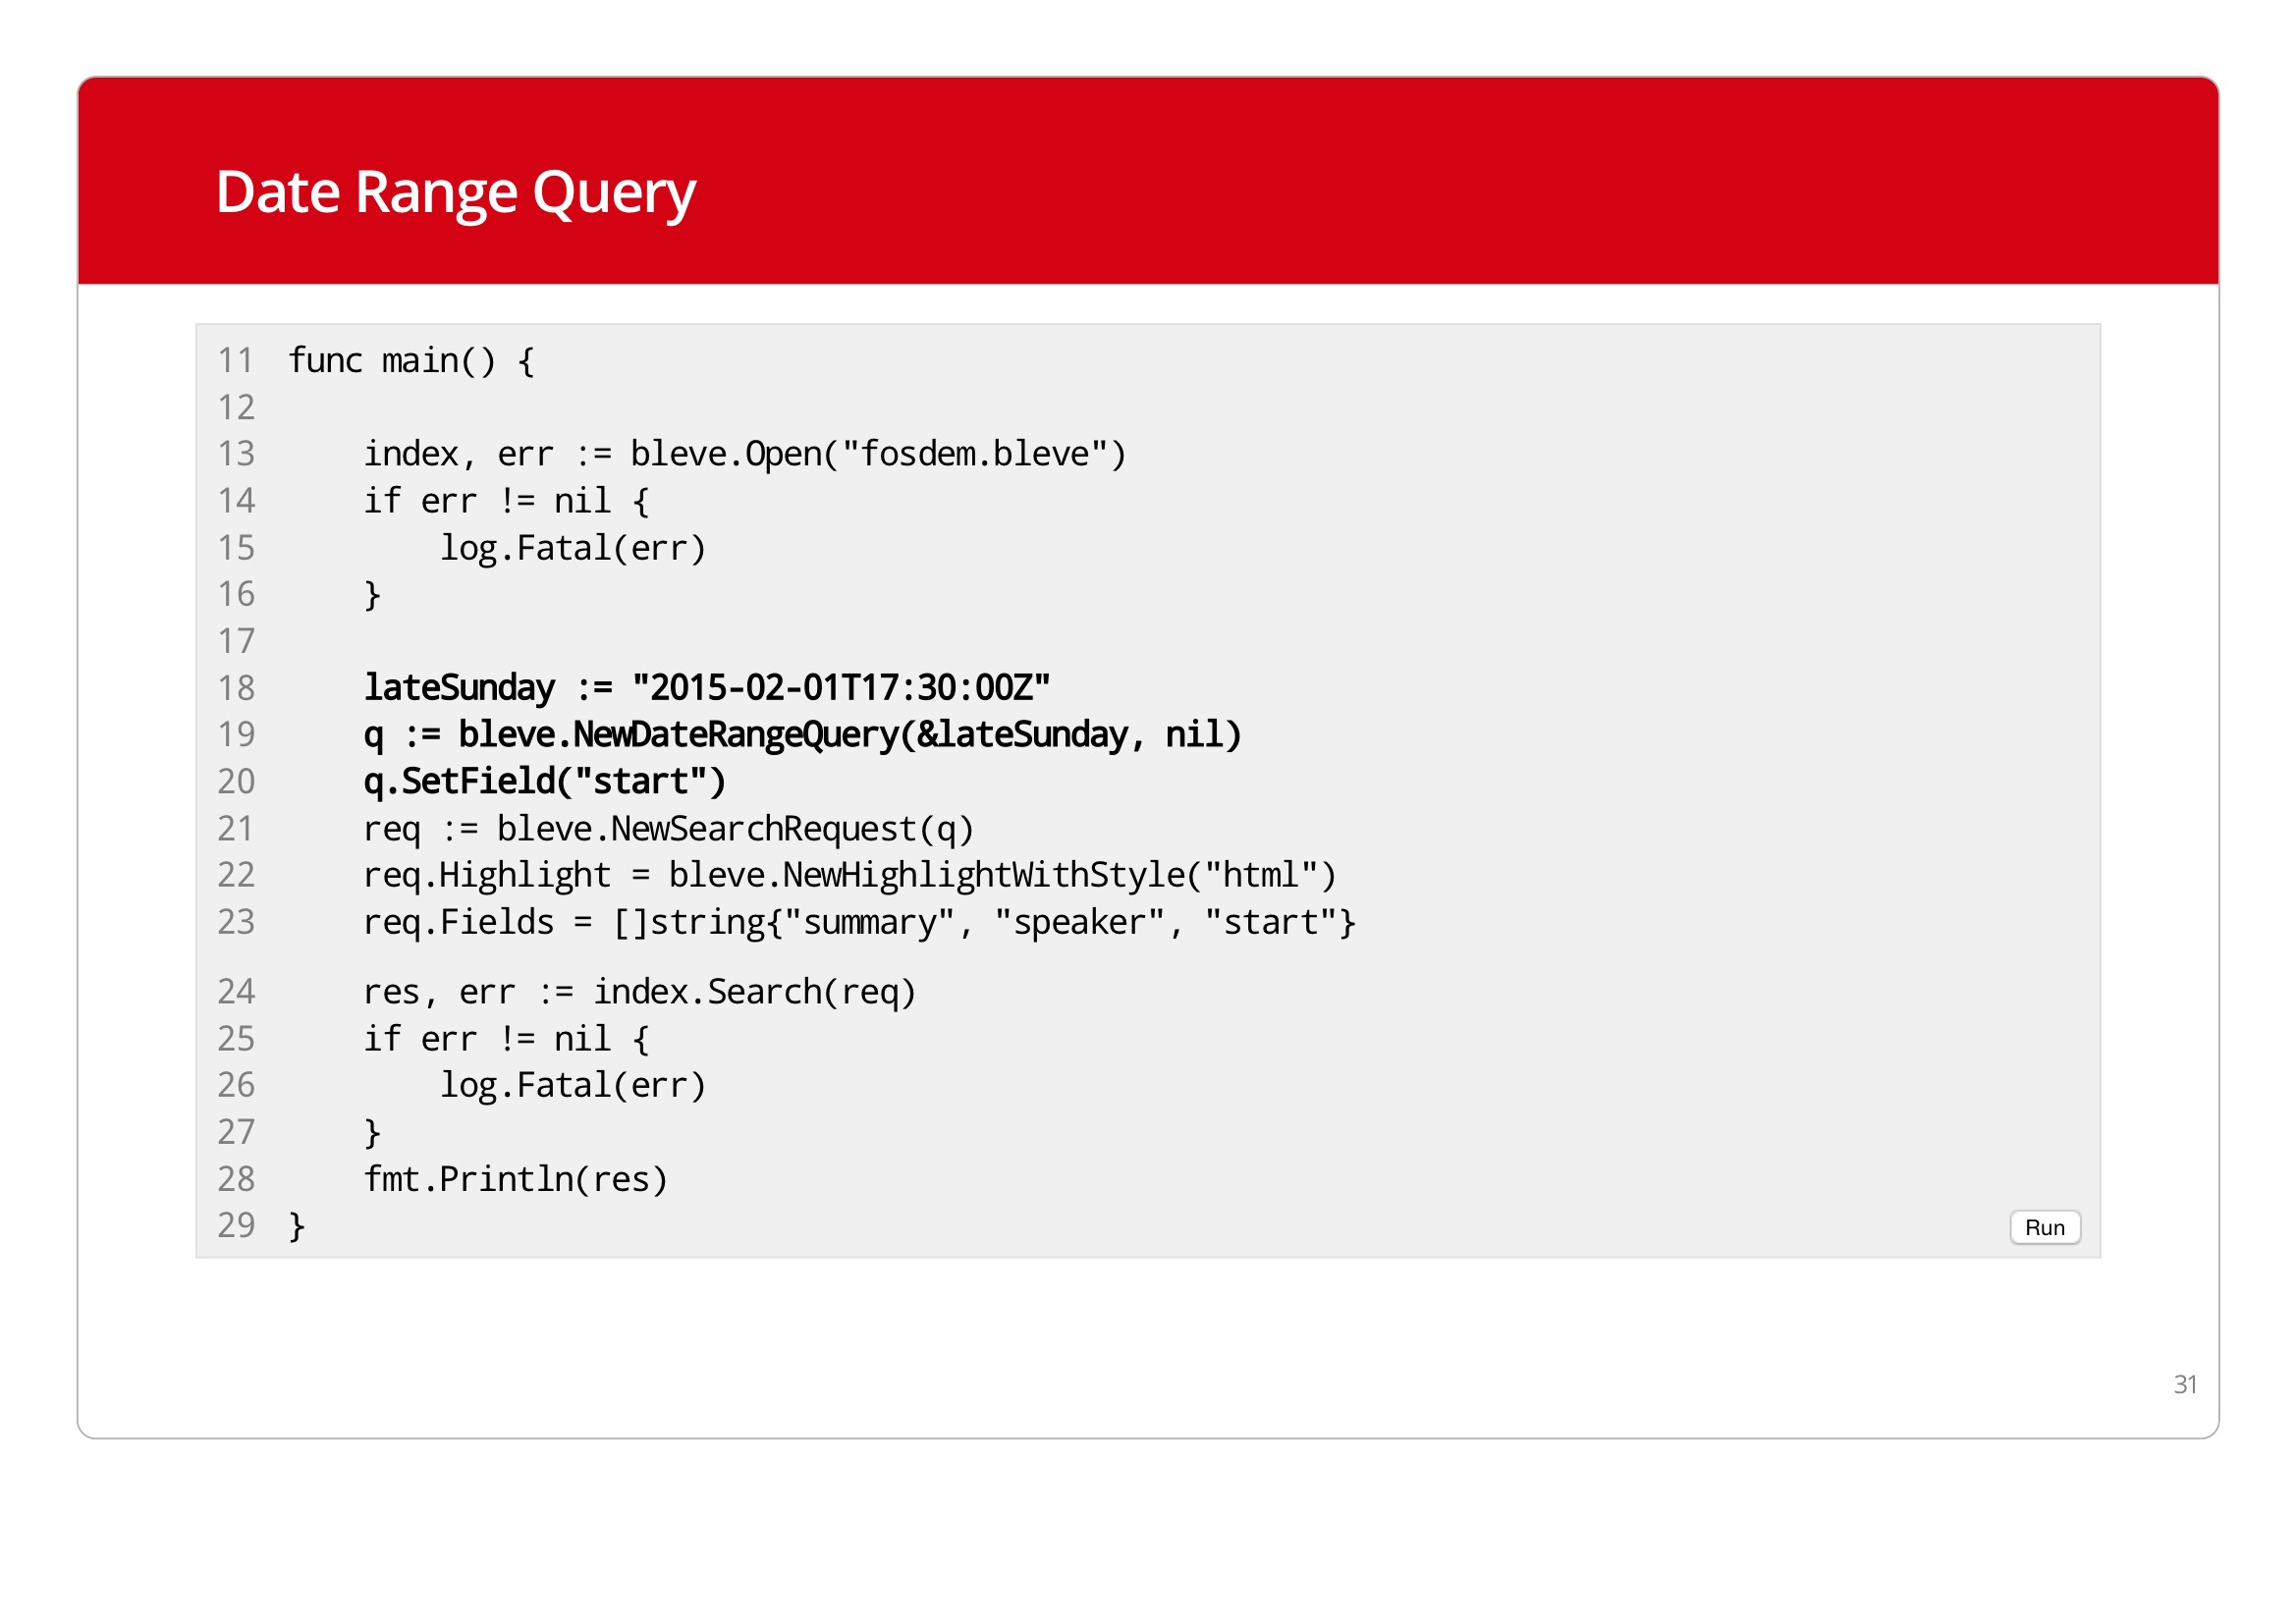 Date Range Query
11 func main() {
12
13     index, err := bleve.Open("fosdem.bleve")
14     if err != nil {
15         log.Fatal(err)
16     }
17
18     lateSunday := "2015-02-01T17:30:00Z"
19     q := bleve.NewDateRangeQuery(&lateSunday, nil)
20     q.SetField("start")
21     req := bleve.NewSearchRequest(q)
22     req.Highlight = bleve.NewHighlightWithStyle("html")
23     req.Fields = []string{"summary", "speaker", "start"}
24     res, err := index.Search(req)
25     if err != nil {
26         log.Fatal(err)
27     }
28     fmt.Println(res)
29 }
Run
31